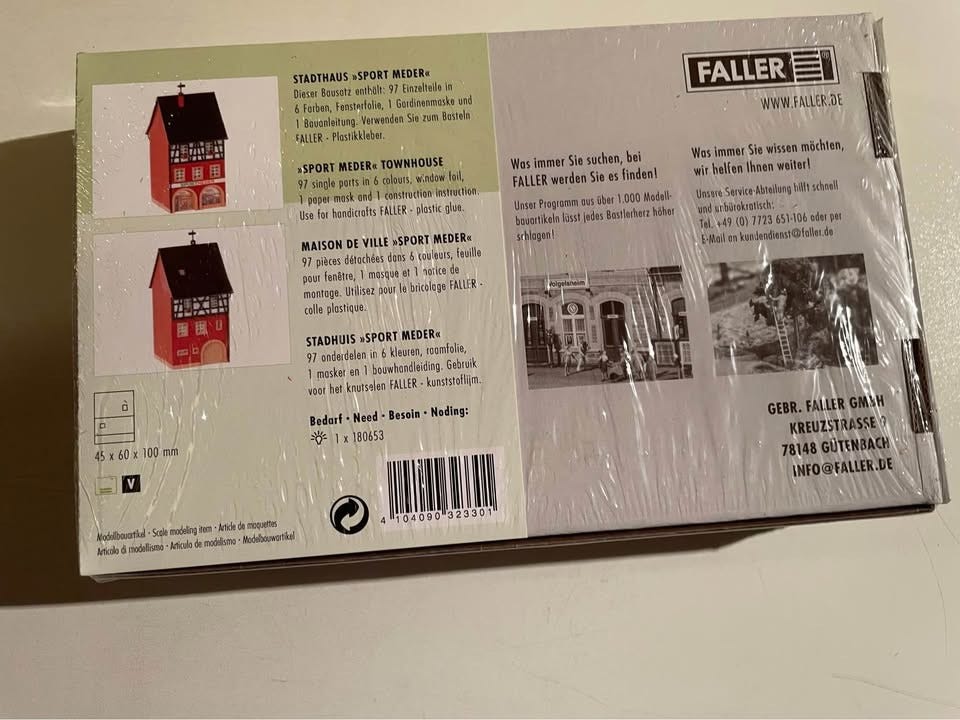 STADTHAUS »SPORT MEDER«
Dieser Bausatz enthält: 97 Einzelteile in
6 Farben, Fensterfolie, 1 Gardinenmaske und
1 Bauanleitung. Verwenden Sie zum Basteln
FALLER - Plastikkleber.
»SPORT MEDER« TOWNHOUSE
97 single parts in 6 colours, window foil,
1 paper mask and 1 construction instruction.
Use for handicrafts FALLER - plastic glue.
MAISON DE VILLE »SPORT MEDER«
97 pièces détachées dans 6 couleurs, feuille
pour fenêtre, 1 masque et 1 notice de
montage. Utilisez pour le bricolage FALLER -
colle plastique.
STADHUIS »SPORT MEDER«
97 onderdelen in 6 kleuren, raamfolie,
1 masker en 1 bouwhandleiding. Gebruik
voor het knutselen FALLER - kunststoflijm.
Bedarf · Need · Besoin · Noding:
1 x 180653
45 x 60 x 100 mm
V
Modellbauartikel · Scale modeling item · Article de maquettes
Articolo di modellismo · Artículo de modelismo · Modelbouwartikel
4 104090 323301
FALLER
WWW.FALLER.DE
Was immer Sie suchen, bei
FALLER werden Sie es finden!
Unser Programm aus über 1.000 Modell-
bauartikeln lässt jedes Bastlerherz höher
schlagen!
Was immer Sie wissen möchten,
wir helfen Ihnen weiter!
Unsere Service-Abteilung hilft schnell
und unbürokratisch:
Tel. +49 (0) 7723 651-106 oder per
E-Mail an kundendienst@faller.de
Volgelsheim
GEBR. FALLER GMBH
KREUZSTRASSE 9
78148 GÜTENBACH
INFO@FALLER.DE